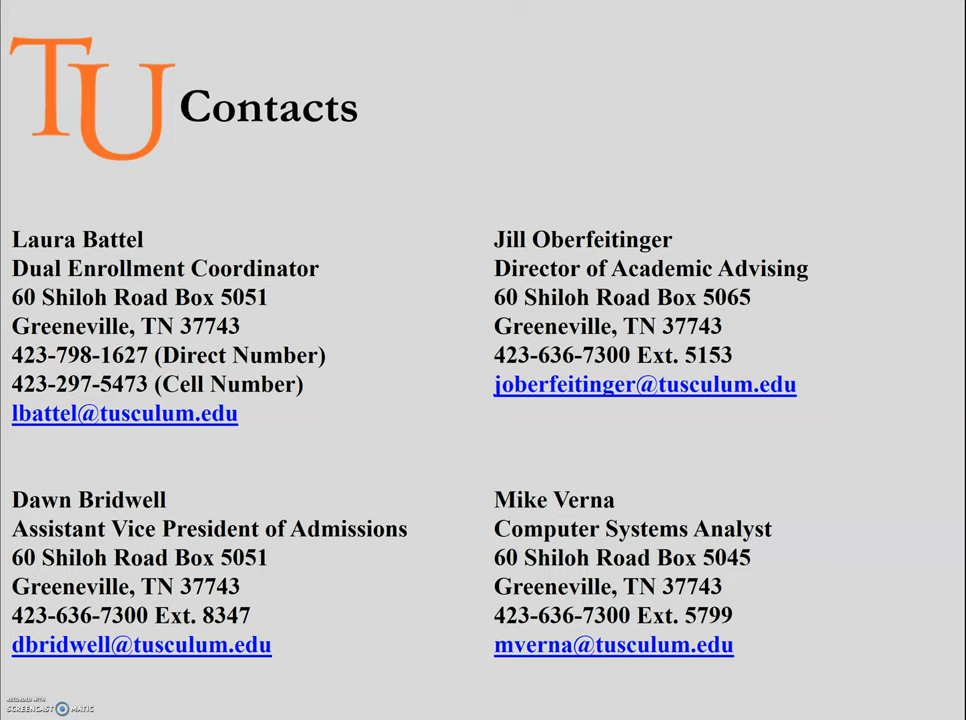 TU Contacts
Laura Battel
Dual Enrollment Coordinator
60 Shiloh Road Box 5051
Greeneville, TN 37743
423-798-1627 (Direct Number)
423-297-5473 (Cell Number)
lbattel@tusculum.edu
Jill Oberfeitinger
Director of Academic Advising
60 Shiloh Road Box 5065
Greeneville, TN 37743
423-636-7300 Ext. 5153
joberfeitinger@tusculum.edu
Dawn Bridwell
Assistant Vice President of Admissions
60 Shiloh Road Box 5051
Greeneville, TN 37743
423-636-7300 Ext. 8347
dbridwell@tusculum.edu
Mike Verna
Computer Systems Analyst
60 Shiloh Road Box 5045
Greeneville, TN 37743
423-636-7300 Ext. 5799
mverna@tusculum.edu
RECORDED WITH
SCREENCAST MATIC